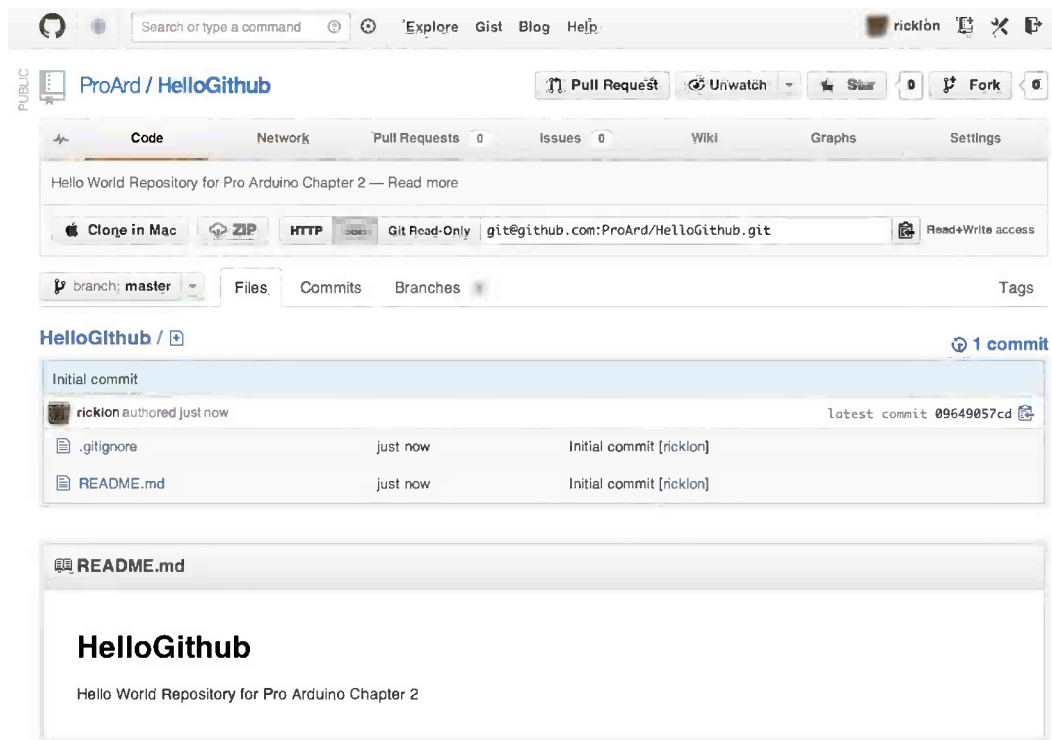 Search or type a command
Explore Gist Blog Help
ricklon
PUBLIC
ProArd / HelloGithub
Pull Request
Unwatch
Star 0
Fork 0
Code Network Pull Requests 0 Issues 0 Wiki Graphs Settings
Hello World Repository for Pro Arduino Chapter 2 — Read more
Clone in Mac ZIP HTTP Git Read-Only git@github.com:ProArd/HelloGithub.git Read+Write access
branch: master Files Commits Branches Tags
HelloGithub /
1 commit
Initial commit
ricklon authored just now latest commit 09649057cd
.gitignore just now Initial commit [ricklon]
README.md just now Initial commit [ricklon]
README.md
HelloGithub
Hello World Repository for Pro Arduino Chapter 2